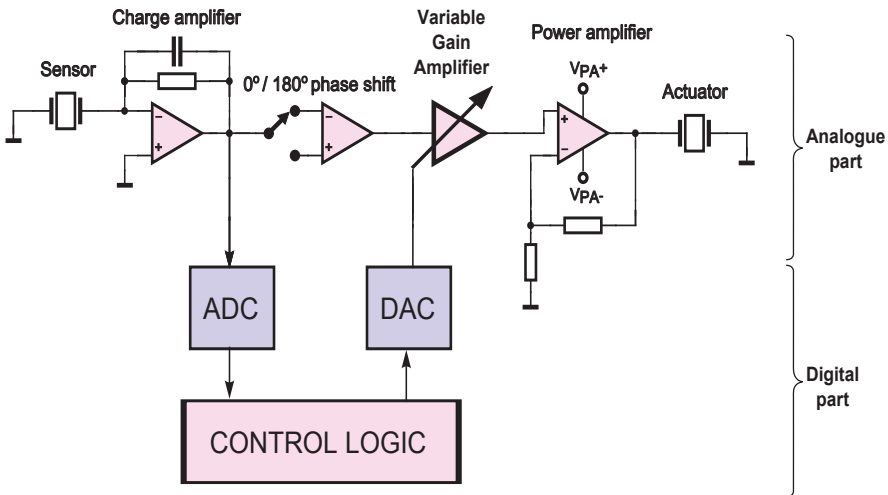 Charge amplifier
Variable
Gain
Amplifier
Power amplifier
Sensor
0º / 180º phase shift
VPA+
Actuator
−
+
−
+
+
−
VPA-
Analogue
part
ADC
DAC
Digital
part
CONTROL LOGIC